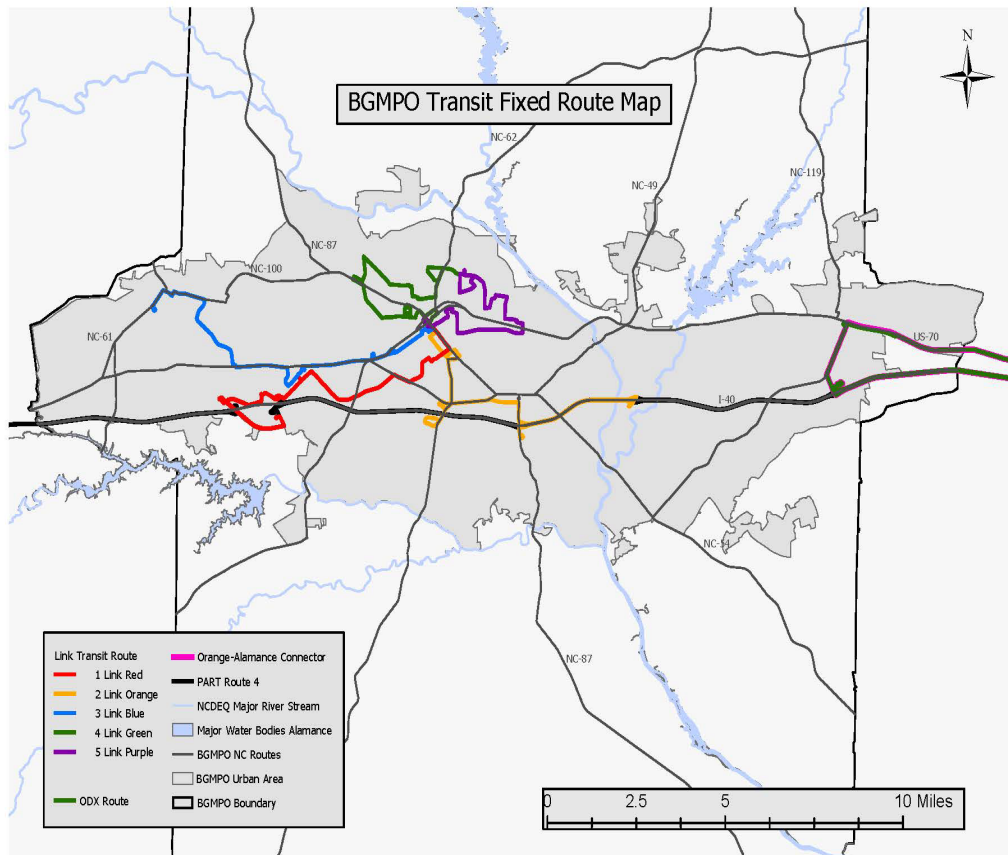 N
BGMPO Transit Fixed Route Map
NC-62
NC-49
NC-119
NC-87
NC-100
NC-61
US-70
I-40
NC-54
NC-87
Link Transit Route
1 Link Red
2 Link Orange
3 Link Blue
4 Link Green
5 Link Purple
ODX Route
Orange-Alamance Connector
PART Route 4
NCDEQ Major River Stream
Major Water Bodies Alamance
BGMPO NC Routes
BGMPO Urban Area
BGMPO Boundary
0 2.5 5 10 Miles